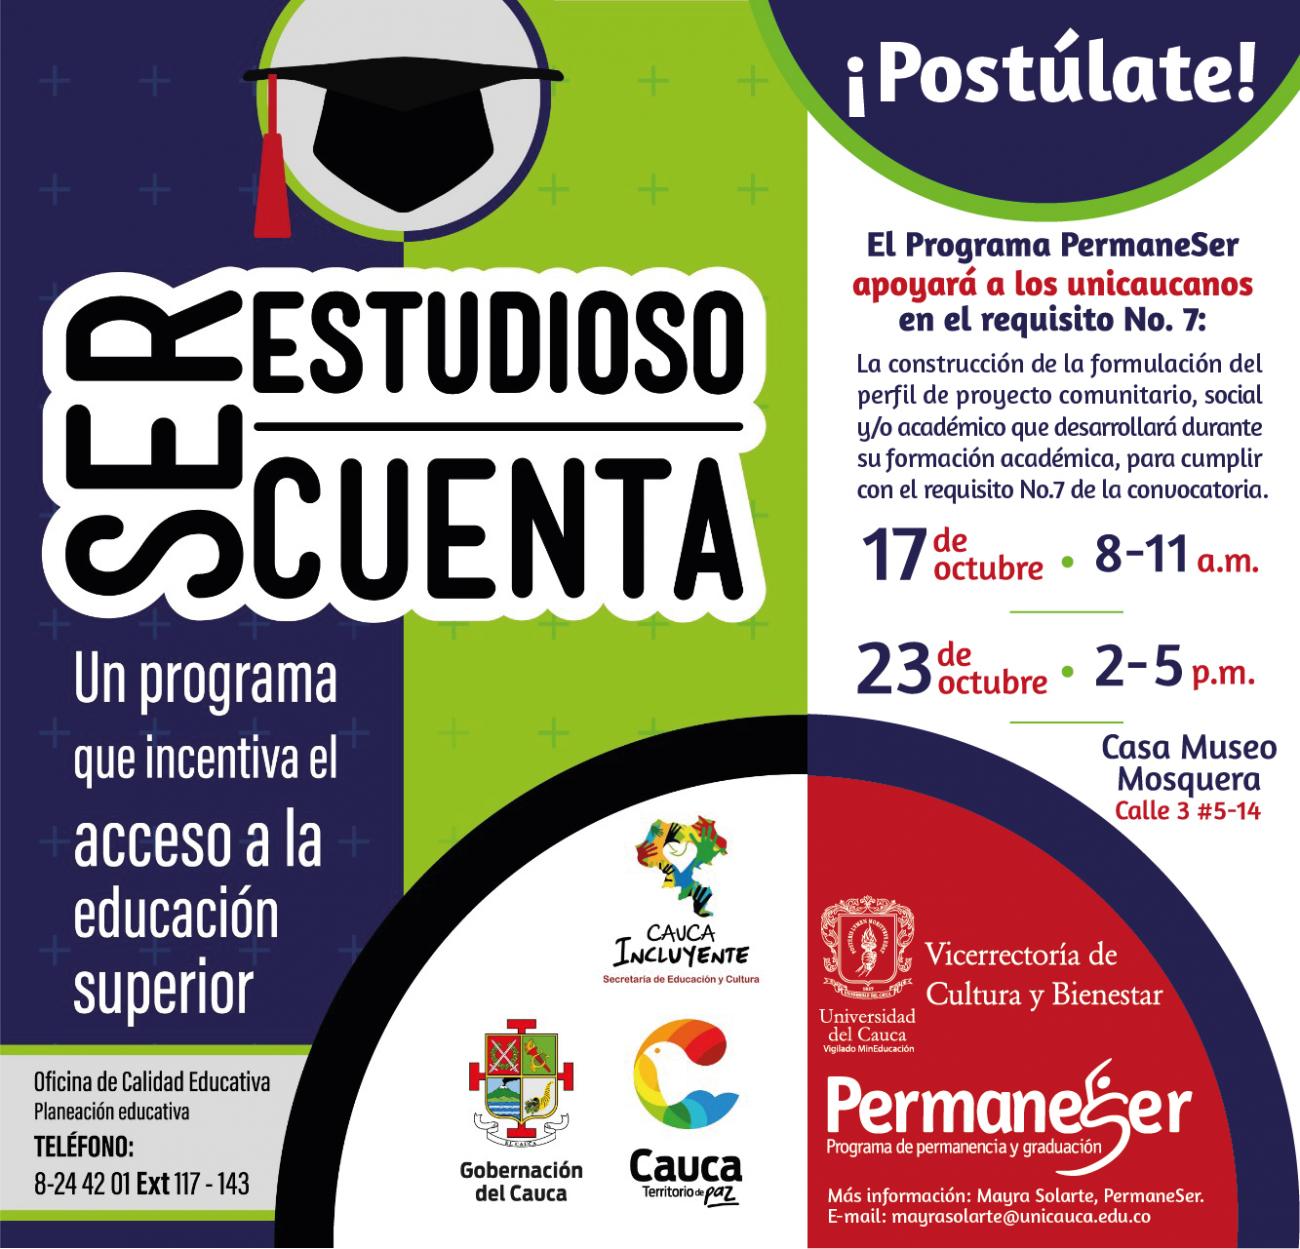 SER
ESTUDIOSO
CUENTA
Un programa
que incentiva el
acceso a la
educación
superior
Oficina de Calidad Educativa
Planeación educativa
TELÉFONO:
8-24 42 01 Ext 117 - 143
¡Postúlate!
El Programa PermaneSer
apoyará a los unicaucanos
en el requisito No. 7:
La construcción de la formulación del
perfil de proyecto comunitario, social
y/o académico que desarrollará durante
su formación académica, para cumplir
con el requisito No.7 de la convocatoria.
17 de octubre • 8-11 a.m.
23 de octubre • 2-5 p.m.
Casa Museo
Mosquera
Calle 3 #5-14
CAUCA
INCLUYENTE
Secretaría de Educación y Cultura
EL CAUCA
Gobernación
del Cauca
Cauca
Territorio de paz
Universidad
del Cauca
Vigilado MinEducación
Vicerrectoría de
Cultura y Bienestar
PermaneSer
Programa de permanencia y graduación
Más información: Mayra Solarte, PermaneSer.
E-mail: mayrasolarte@unicauca.edu.co